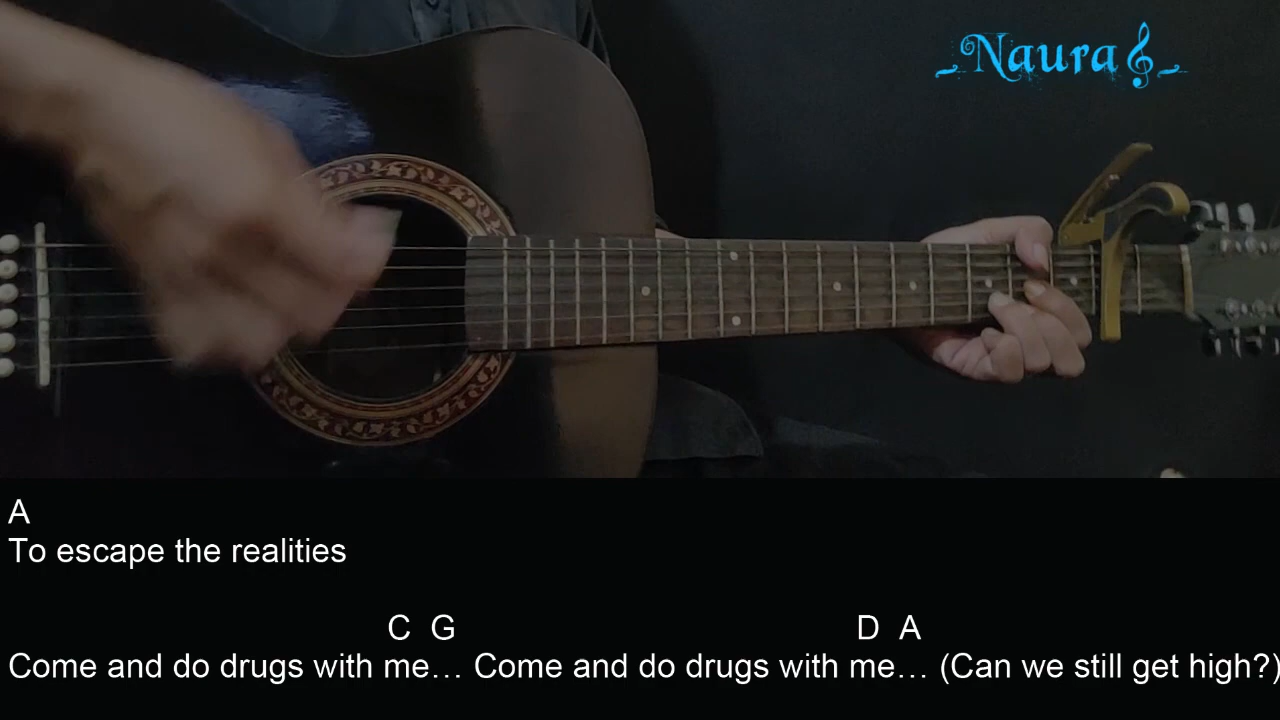 Naura
A
To escape the realities
C G
Come and do drugs with me… Come and do drugs with me… (Can we still get high?)
D A